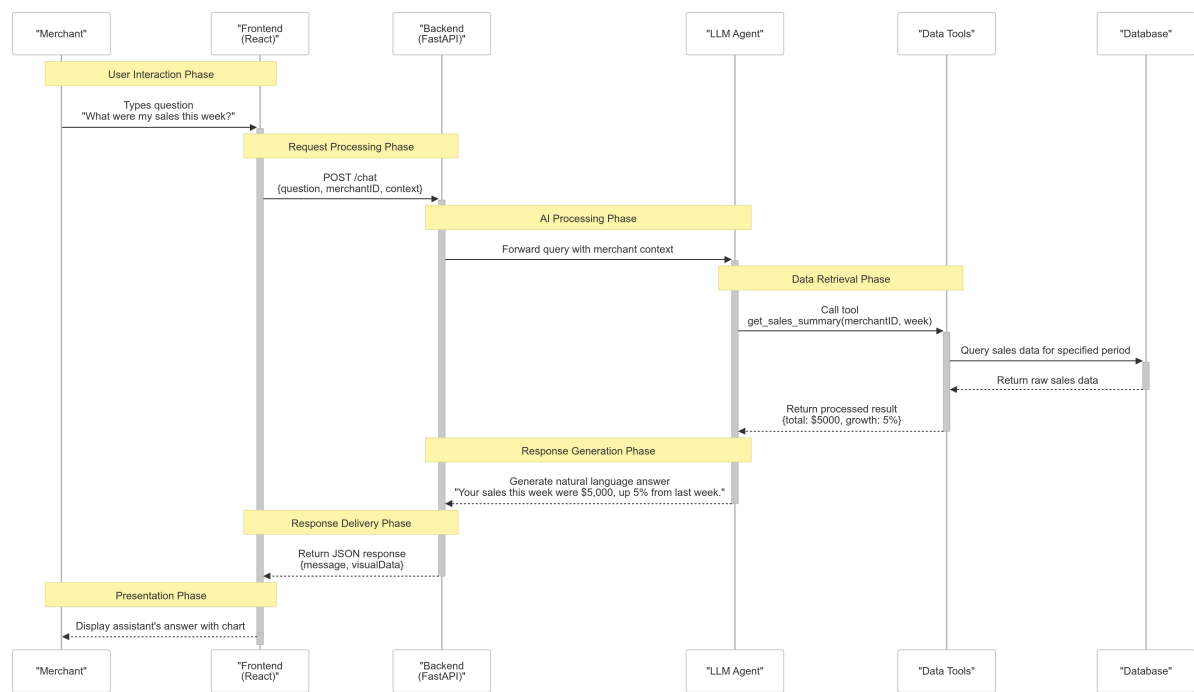 "Merchant"
"Frontend
(React)"
"Backend
(FastAPI)"
"LLM Agent"
"Data Tools"
"Database"
User Interaction Phase
Types question
"What were my sales this week?"
Request Processing Phase
POST /chat
{question, merchantID, context}
AI Processing Phase
Forward query with merchant context
Data Retrieval Phase
Call tool
get_sales_summary(merchantID, week)
Query sales data for specified period
Return raw sales data
Return processed result
{total: $5000, growth: 5%}
Response Generation Phase
Generate natural language answer
"Your sales this week were $5,000, up 5% from last week."
Response Delivery Phase
Return JSON response
{message, visualData}
Presentation Phase
Display assistant's answer with chart
"Merchant"
"Frontend
(React)"
"Backend
(FastAPI)"
"LLM Agent"
"Data Tools"
"Database"